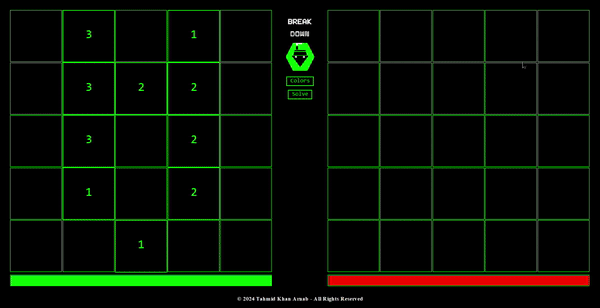 3 1
BREAK
DOWN
Colors
Solve
3 2 2
3 2
1 2
1
© 2024 Tahmid Khan Arnab - All Rights Reserved